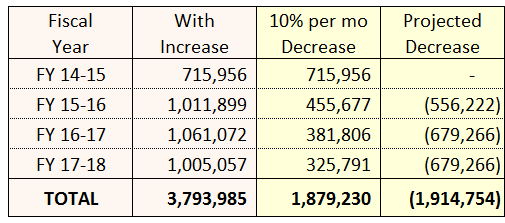 Fiscal Year With Increase 10% per mo Decrease Projected Decrease
FY 14-15 715,956 715,956 -
FY 15-16 1,011,899 455,677 (556,222)
FY 16-17 1,061,072 381,806 (679,266)
FY 17-18 1,005,057 325,791 (679,266)
TOTAL 3,793,985 1,879,230 (1,914,754)